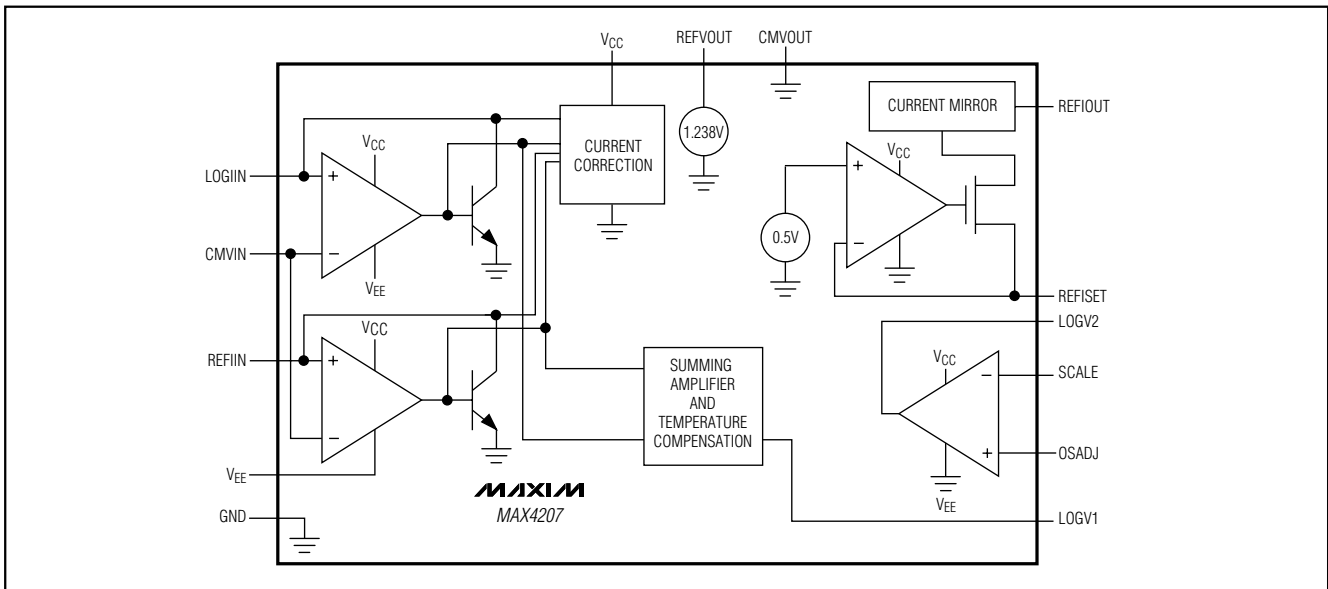 VCC
REFVOUT
CMVOUT
CURRENT MIRROR
REFIOUT
1.238V
CURRENT
CORRECTION
VCC
VCC
LOGIIN
+
+
0.5V
CMVIN
−
−
VEE
REFISET
LOGV2
VCC
REFIIN
+
SUMMING
AMPLIFIER
AND
TEMPERATURE
COMPENSATION
VCC
−
SCALE
−
+
OSADJ
VEE
MAXIM
MAX4207
VEE
GND
LOGV1